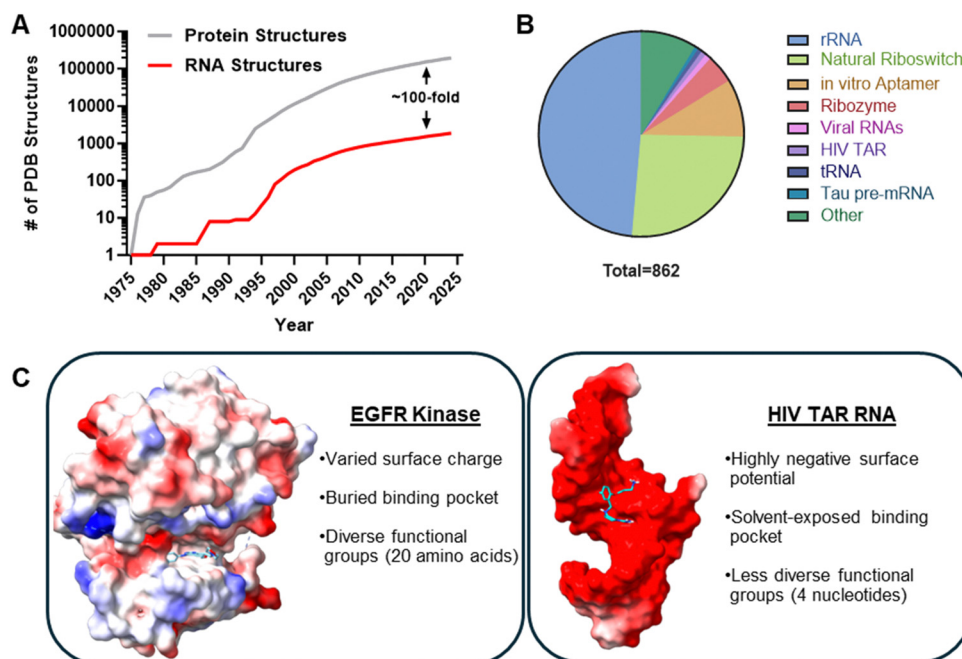 A
1000000
100000
10000
1000
100
10
1
# of PDB Structures
Protein Structures
RNA Structures
~100-fold
1975
1980
1985
1990
1995
2000
2005
2010
2015
2020
2025
Year
B
Total=862
rRNA
Natural Riboswitch
in vitro Aptamer
Ribozyme
Viral RNAs
HIV TAR
tRNA
Tau pre-mRNA
Other
C
EGFR Kinase
•Varied surface charge
•Buried binding pocket
•Diverse functional
groups (20 amino acids)
HIV TAR RNA
•Highly negative surface
potential
•Solvent-exposed binding
pocket
•Less diverse functional
groups (4 nucleotides)